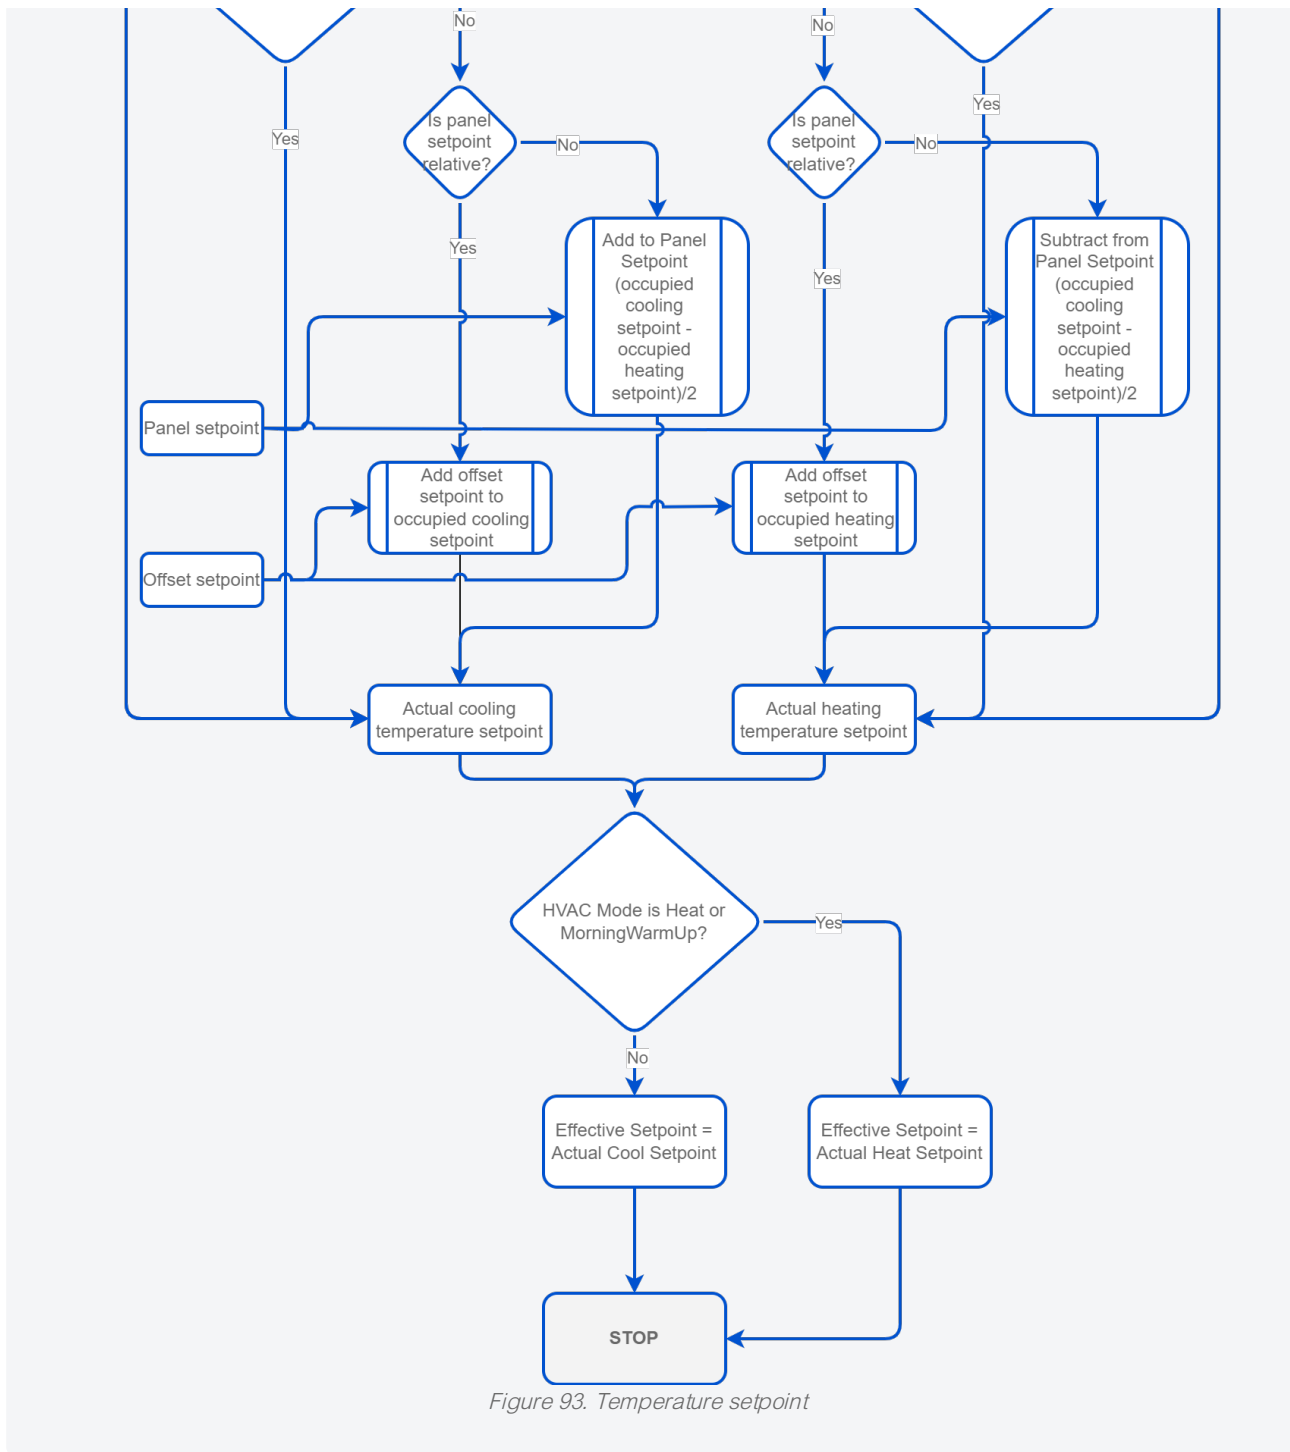 No
No
Yes
Yes
Is panel
setpoint
relative?
No
Is panel
setpoint
relative?
No
Yes
Yes
Add to Panel
Setpoint
(occupied
cooling
setpoint -
occupied
heating
setpoint)/2
Subtract from
Panel Setpoint
(occupied
cooling
setpoint -
occupied
heating
setpoint)/2
Panel setpoint
Add offset
setpoint to
occupied cooling
setpoint
Add offset
setpoint to
occupied heating
setpoint
Offset setpoint
Actual cooling
temperature setpoint
Actual heating
temperature setpoint
HVAC Mode is Heat or
MorningWarmUp?
Yes
No
Effective Setpoint =
Actual Cool Setpoint
Effective Setpoint =
Actual Heat Setpoint
STOP
Figure 93. Temperature setpoint